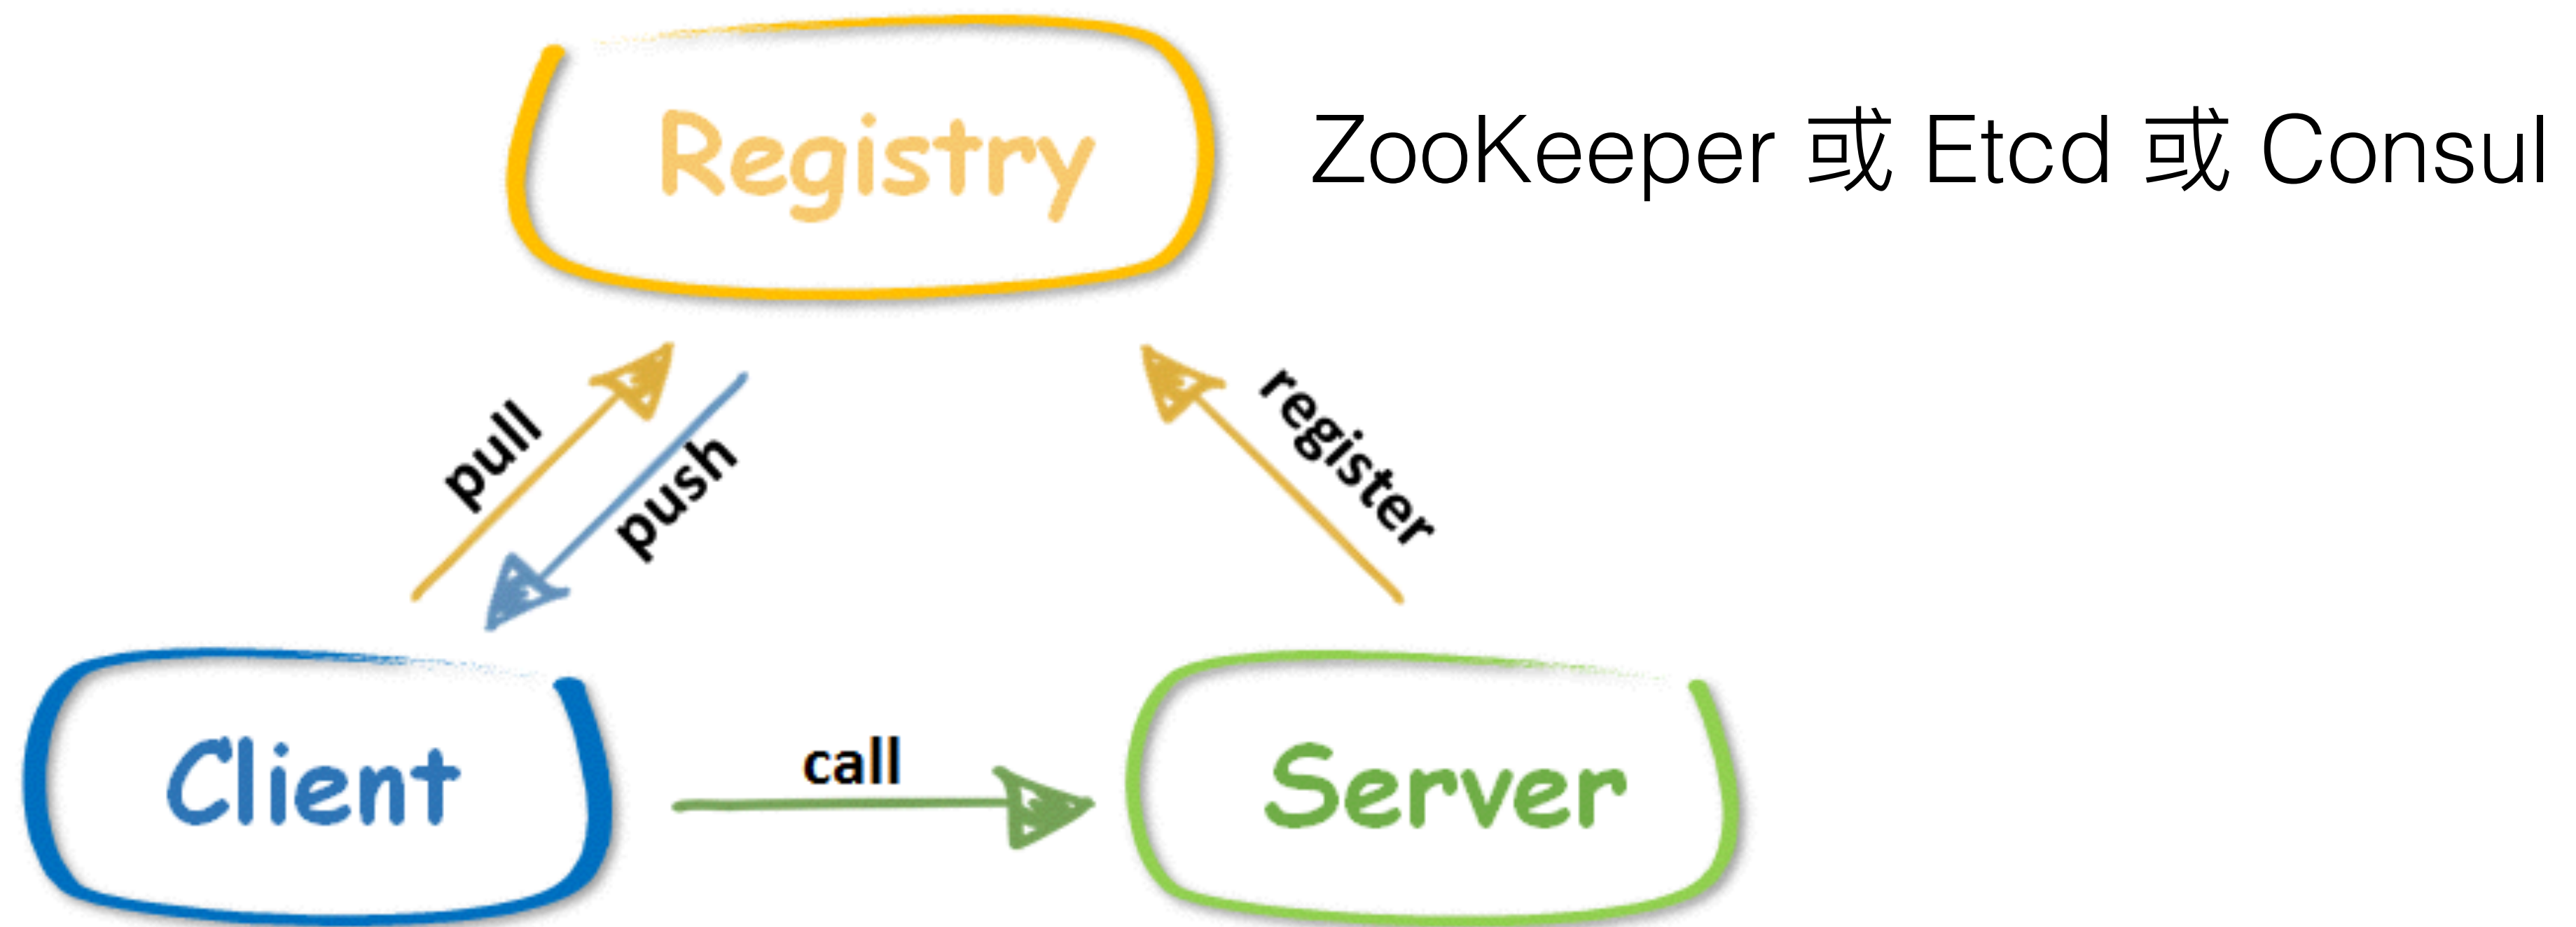 Registry
ZooKeeper 或 Etcd 或 Consul
pull
push
register
Client
call
Server